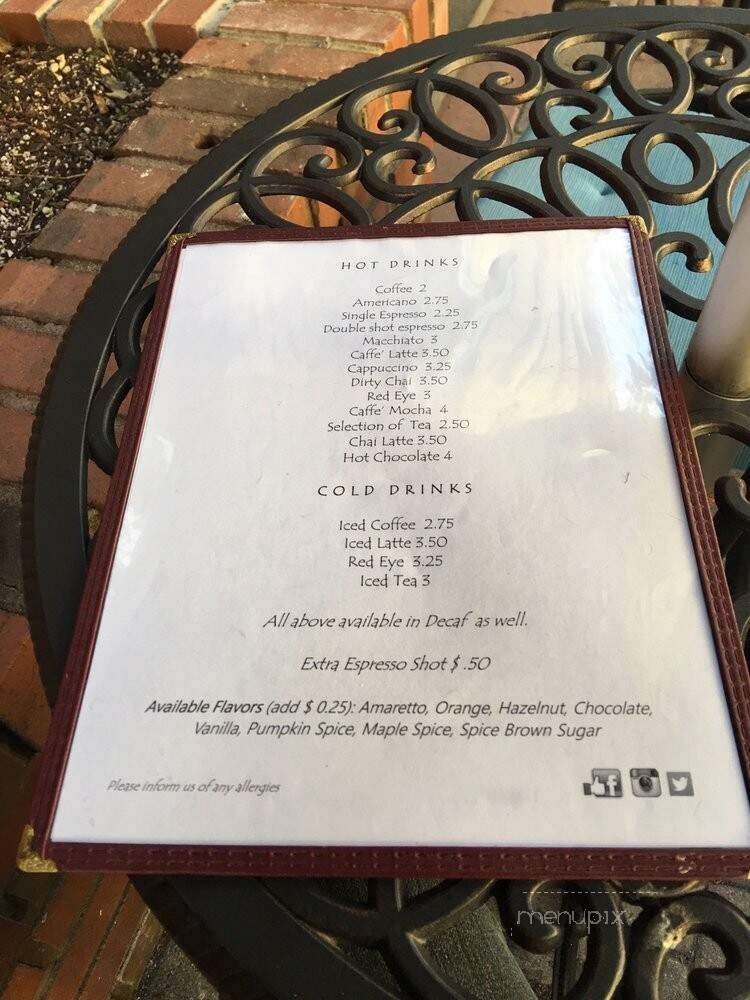 HOT DRINKS
Coffee 2
Americano 2.75
Single Espresso 2.25
Double shot espresso 2.75
Macchiato 3
Caffe' Latte 3.50
Cappuccino 3.25
Dirty Chai 3.50
Red Eye 3
Caffe' Mocha 4
Selection of Tea 2.50
Chai Latte 3.50
Hot Chocolate 4
COLD DRINKS
Iced Coffee 2.75
Iced Latte 3.50
Red Eye 3.25
Iced Tea 3
All above available in Decaf as well.
Extra Espresso Shot $ .50
Available Flavors (add $ 0.25): Amaretto, Orange, Hazelnut, Chocolate,
Vanilla, Pumpkin Spice, Maple Spice, Spice Brown Sugar
Please inform us of any allergies
menupix